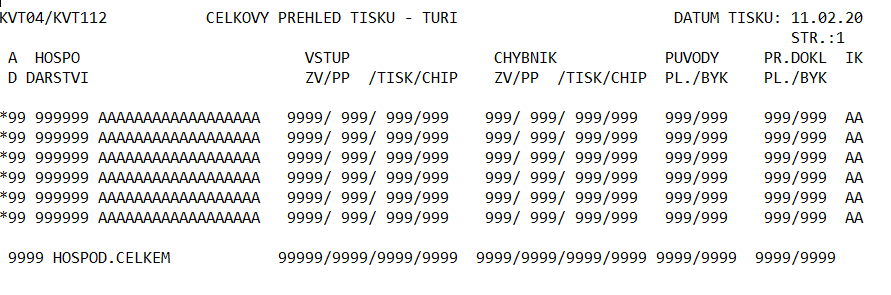 KVT04/KVT112           CELKOVY PREHLED TISKU - TURI                        DATUM TISKU: 11.02.20
                                                                                        STR.:1
 A  HOSPO                         VSTUP                CHYBNIK            PUVODY     PR.DOKL  IK
 D DARSTVI                        ZV/PP  /TISK/CHIP    ZV/PP  /TISK/CHIP  PL./BYK    PL./BYK
*99 999999 AAAAAAAAAAAAAAAAAA   9999/ 999/ 999/999    999/ 999/ 999/999   999/999    999/999  AA
*99 999999 AAAAAAAAAAAAAAAAAA   9999/ 999/ 999/999    999/ 999/ 999/999   999/999    999/999  AA
*99 999999 AAAAAAAAAAAAAAAAAA   9999/ 999/ 999/999    999/ 999/ 999/999   999/999    999/999  AA
*99 999999 AAAAAAAAAAAAAAAAAA   9999/ 999/ 999/999    999/ 999/ 999/999   999/999    999/999  AA
*99 999999 AAAAAAAAAAAAAAAAAA   9999/ 999/ 999/999    999/ 999/ 999/999   999/999    999/999  AA
*99 999999 AAAAAAAAAAAAAAAAAA   9999/ 999/ 999/999    999/ 999/ 999/999   999/999    999/999  AA
 9999 HOSPOD.CELKEM            99999/9999/9999/9999  9999/9999/9999/9999 9999/9999  9999/9999